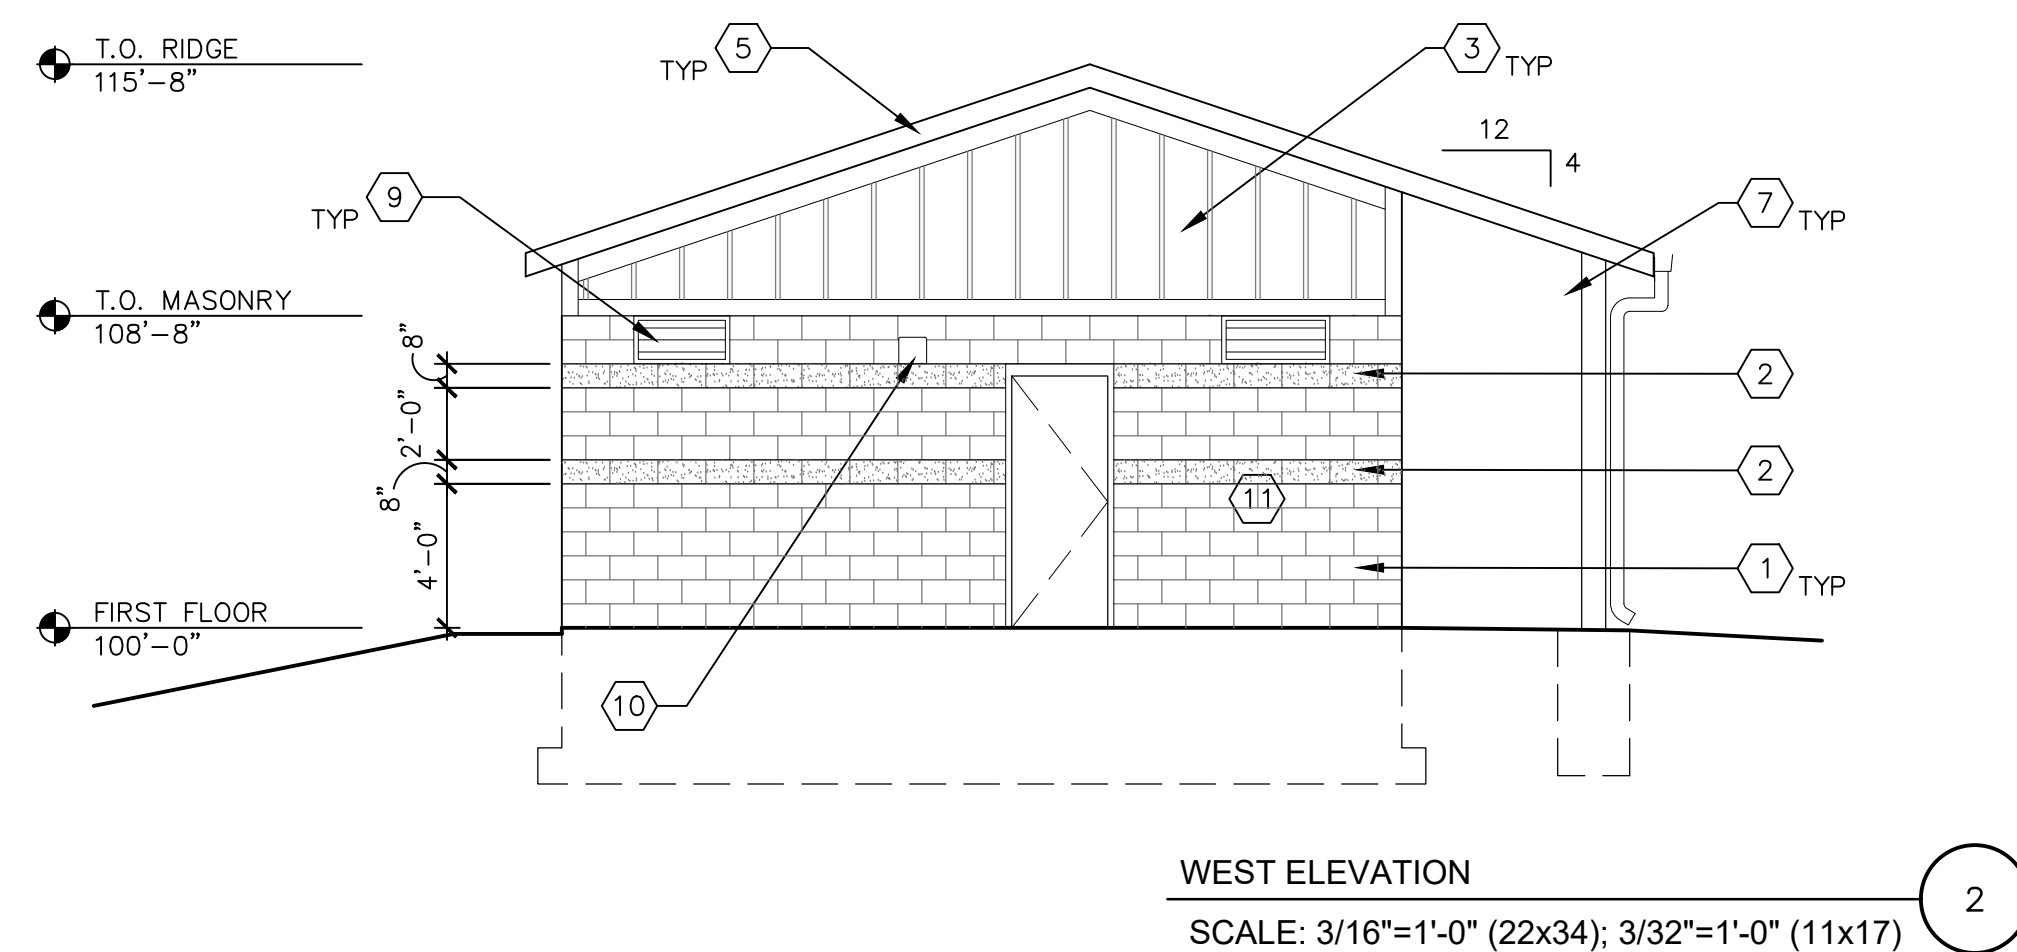 T.O. RIDGE
115'-8"
5
TYP
3
TYP
12
4
9
TYP
7
TYP
T.O. MASONRY
108'-8"
8"
2
2'-0"
2
8"
11
4'-0"
1
TYP
FIRST FLOOR
100'-0"
10
WEST ELEVATION
2
SCALE: 3/16"=1'-0" (22x34); 3/32"=1'-0" (11x17)